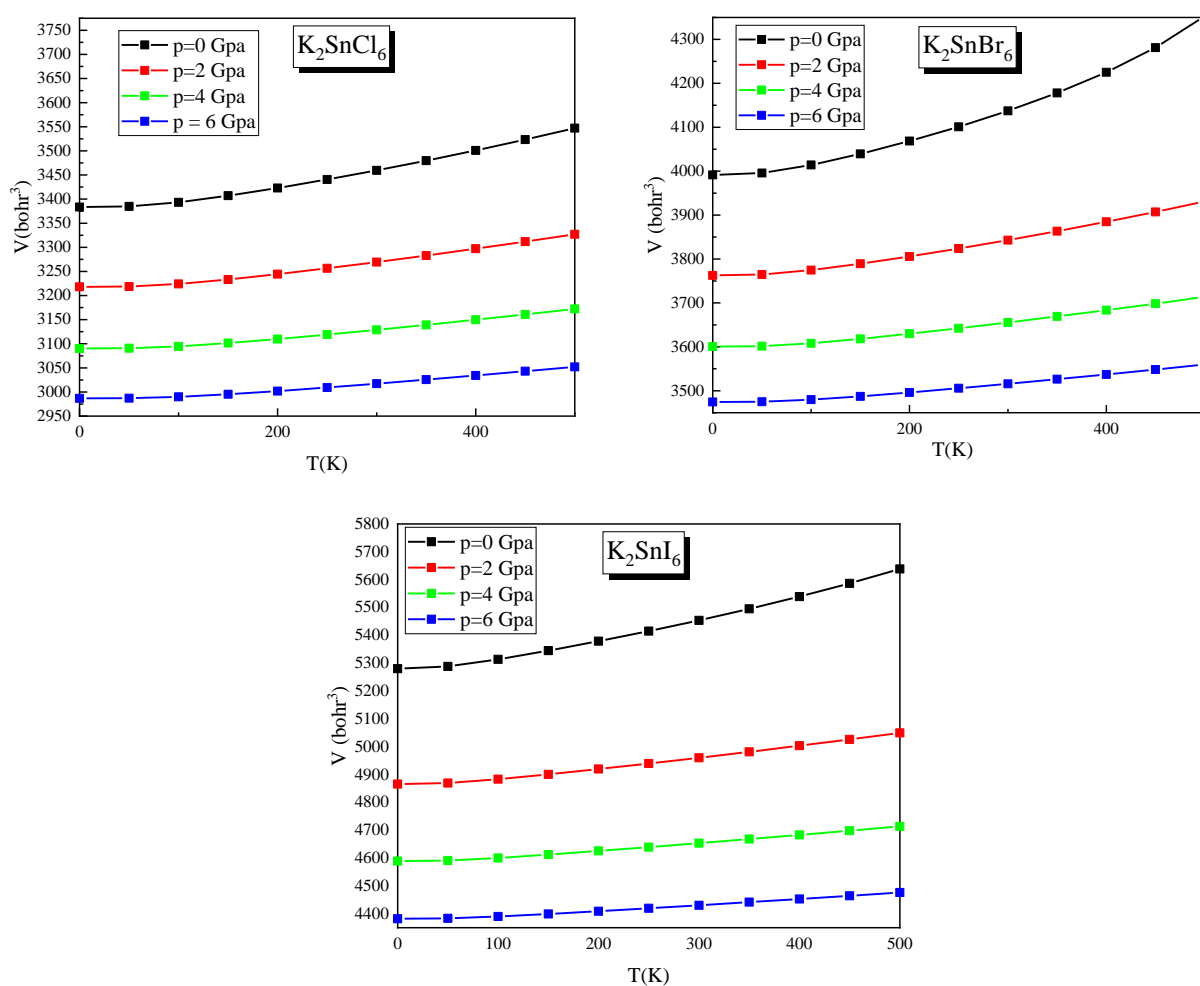 K₂SnCl₆
p=0 Gpa
p=2 Gpa
p=4 Gpa
p = 6 Gpa
3750
3700
3650
3600
3550
3500
3450
3400
3350
3300
3250
3200
3150
3100
3050
3000
2950
V(bohr³)
0 200 400
T(K)
K₂SnBr₆
p=0 Gpa
p=2 Gpa
p=4 Gpa
p=6 Gpa
4300
4200
4100
4000
3900
3800
3700
3600
3500
V (bohr³)
0 200 400
T(K)
K₂SnI₆
p=0 Gpa
p=2 Gpa
p=4 Gpa
p=6 Gpa
5800
5700
5600
5500
5400
5300
5200
5100
5000
4900
4800
4700
4600
4500
4400
V (bohr³)
0 100 200 300 400 500
T(K)